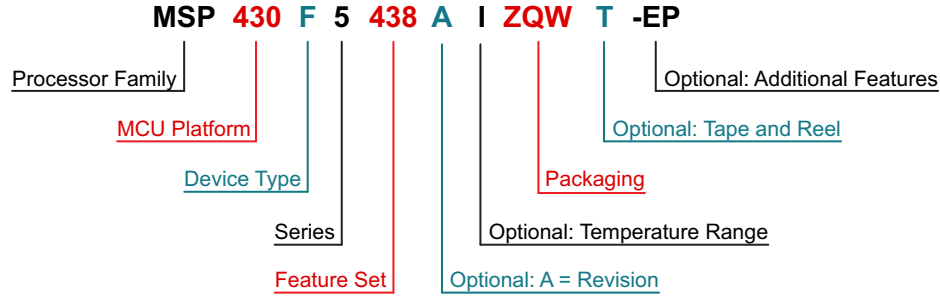 MSP 430 F 5 438 A I ZQW T -EP
Processor Family
Optional: Additional Features
MCU Platform
Optional: Tape and Reel
Device Type
Packaging
Series
Optional: Temperature Range
Feature Set
Optional: A = Revision